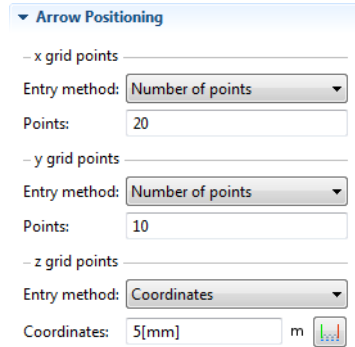 Arrow Positioning
x grid points
Entry method: Number of points
Points: 20
y grid points
Entry method: Number of points
Points: 10
z grid points
Entry method: Coordinates
Coordinates: 5[mm] m